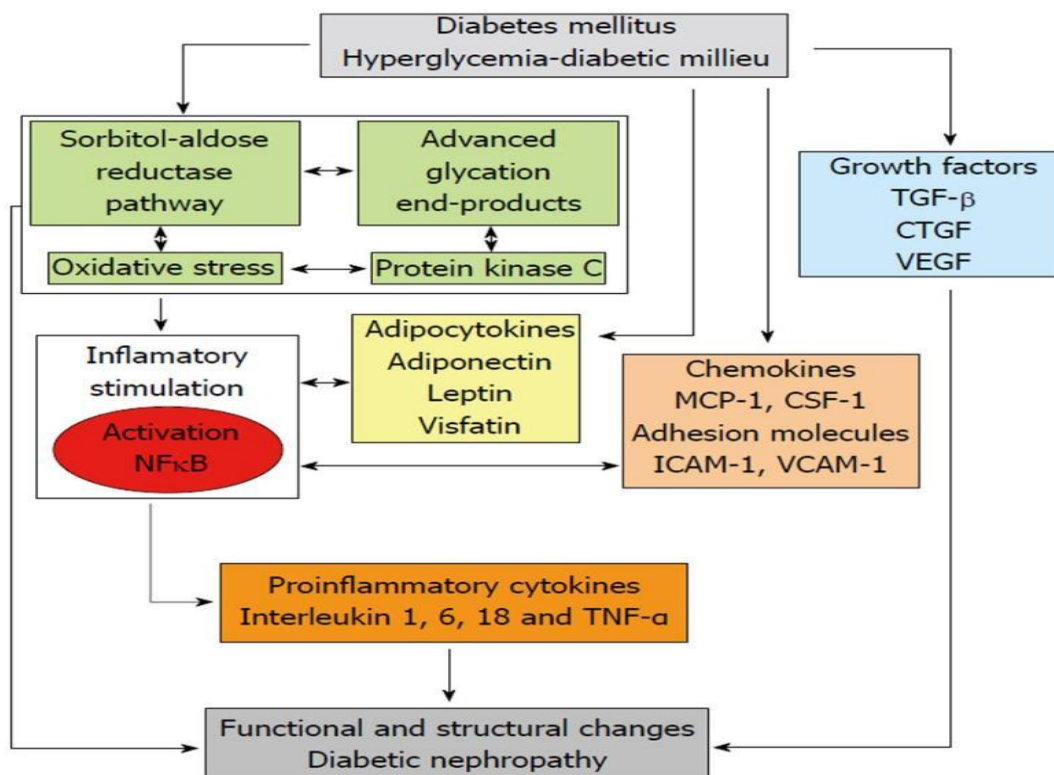 Diabetes mellitus
Hyperglycemia-diabetic millieu
Sorbitol-aldose
reductase
pathway
Advanced
glycation
end-products
Oxidative stress
Protein kinase C
Growth factors
TGF-β
CTGF
VEGF
Inflamatory
stimulation
Activation
NFκB
Adipocytokines
Adiponectin
Leptin
Visfatin
Chemokines
MCP-1, CSF-1
Adhesion molecules
ICAM-1, VCAM-1
Proinflammatory cytokines
Interleukin 1, 6, 18 and TNF-α
Functional and structural changes
Diabetic nephropathy